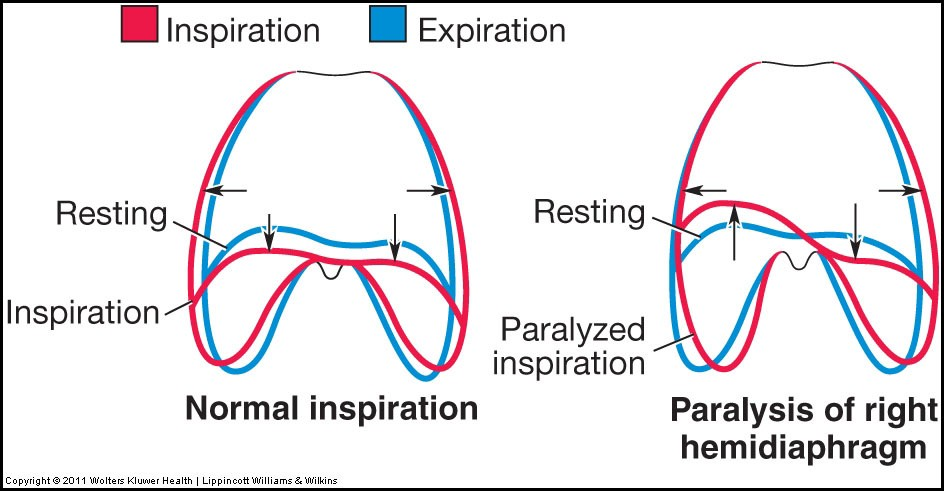 Inspiration
Expiration
Resting
Inspiration
Normal inspiration
Resting
Paralyzed
inspiration
Paralysis of right
hemidiaphragm
Copyright © 2011 Wolters Kluwer Health | Lippincott Williams & Wilkins